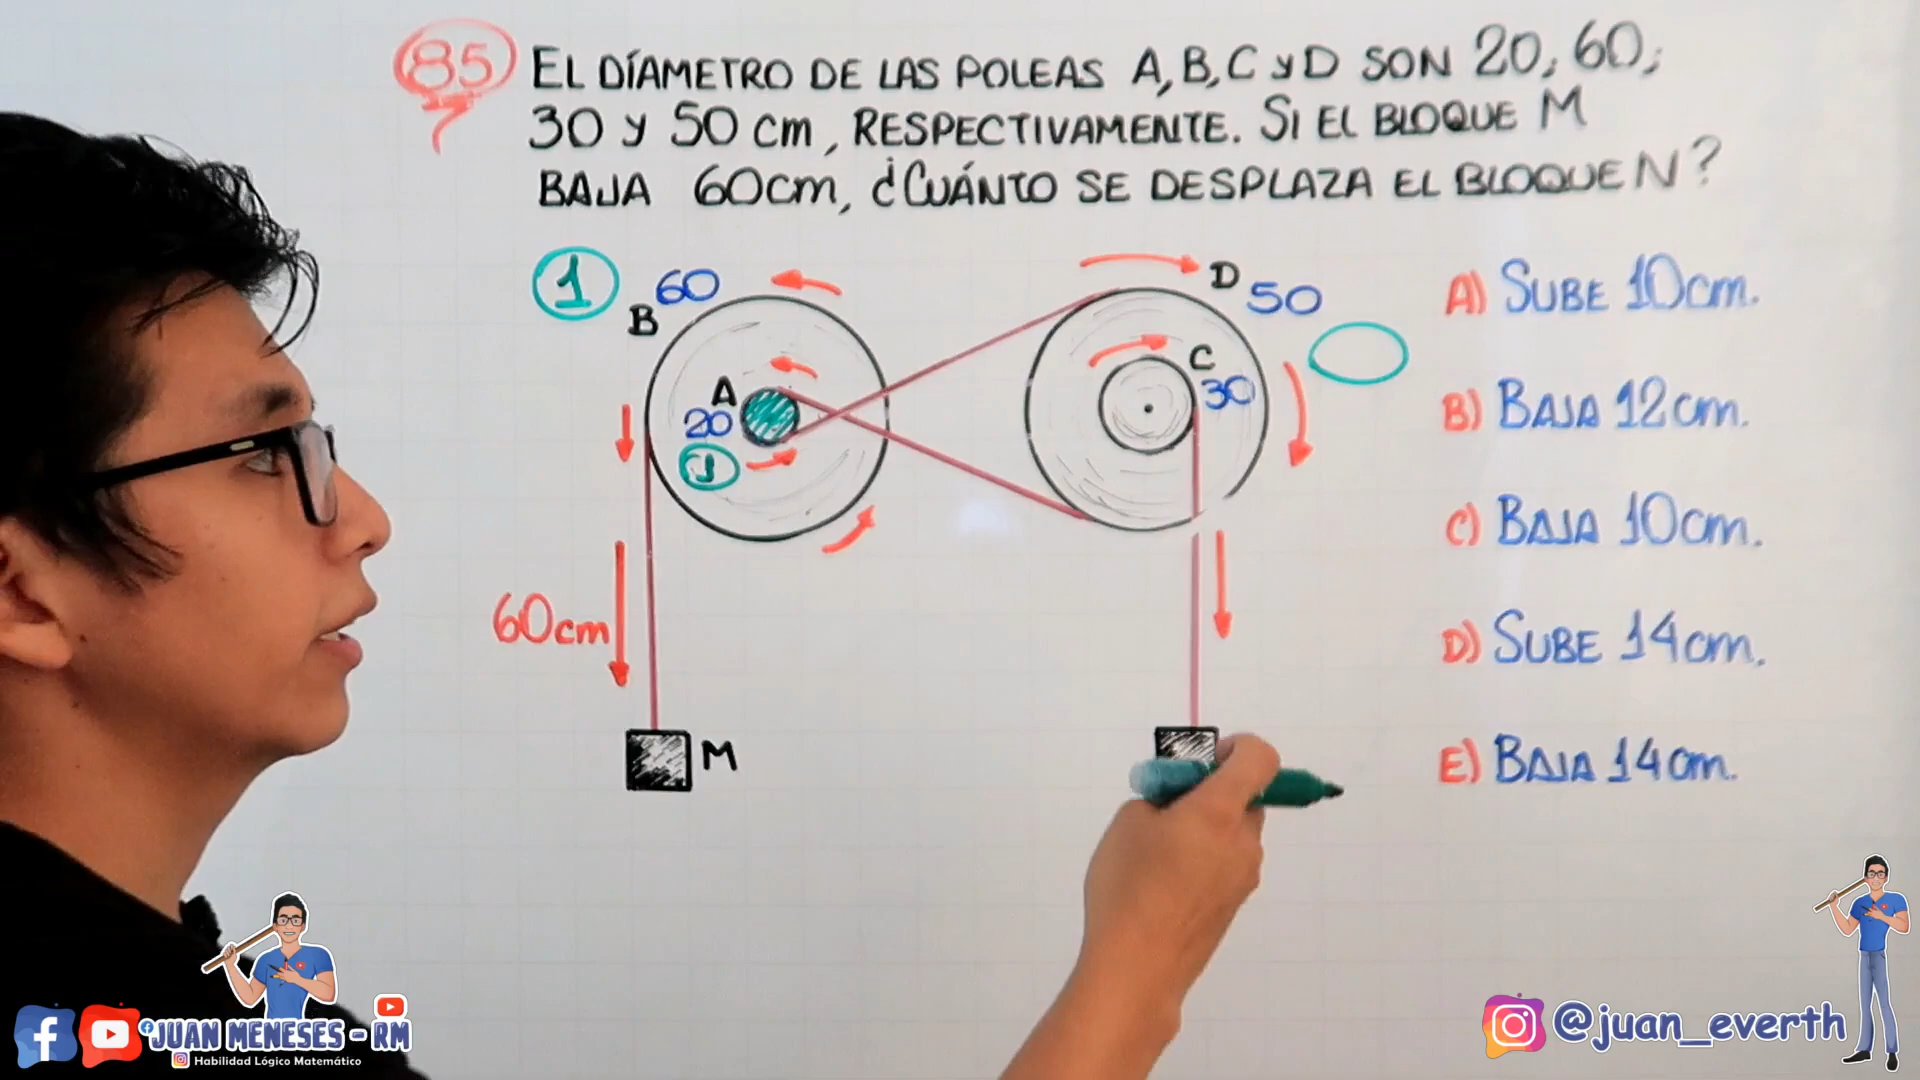 85
EL DÍAMETRO DE LAS POLEAS A, B, C y D SON 20; 60;
30 y 50 cm, RESPECTIVAMENTE. SI EL BLOQUE M
BAJA 60cm, ¿CUÁNTO SE DESPLAZA EL BLOQUE N?
1
B 60
A
20
1
60cm
M
D 50
C
30
A) SUBE 10cm.
B) BAJA 12cm.
C) BAJA 10cm.
D) SUBE 14cm.
E) BAJA 14cm.
JUAN MENESES - RM
Habilidad Lógico Matemático
@juan_everth